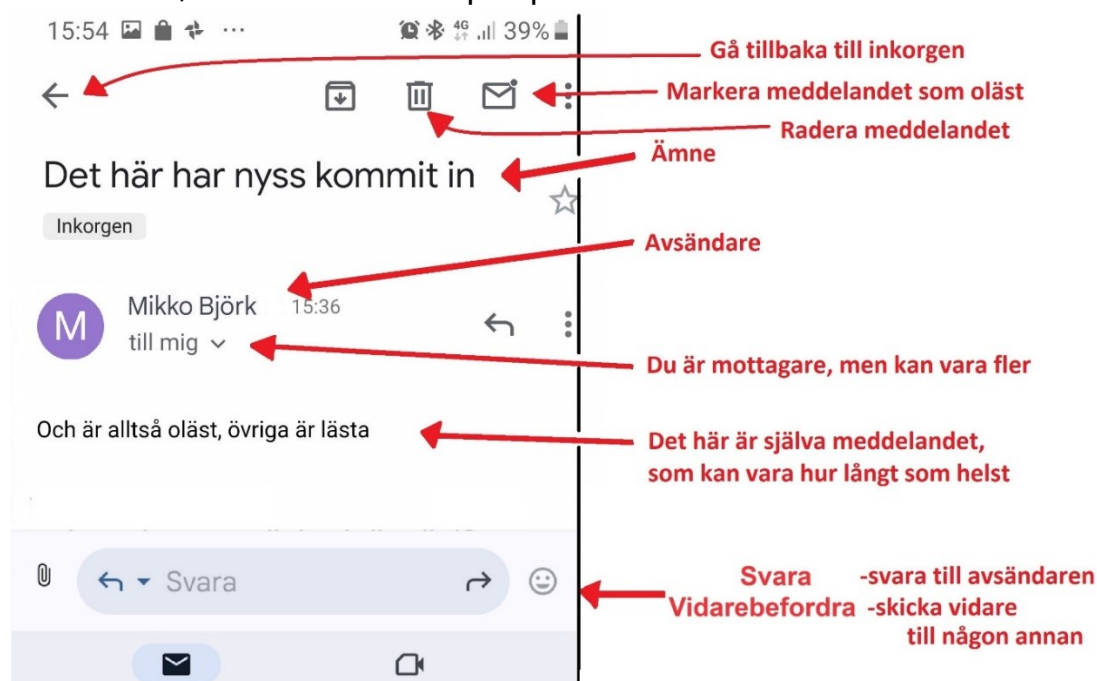 15:54 ... 4G 39%
Gå tillbaka till inkorgen
Markera meddelandet som oläst
Radera meddelandet
Ämne
Det här har nyss kommit in
Inkorgen
Avsändare
M Mikko Björk 15:36
till mig
Du är mottagare, men kan vara fler
Och är alltså oläst, övriga är lästa
Det här är själva meddelandet,
som kan vara hur långt som helst
Svara
Svara -svara till avsändaren
Vidarebefordra -skicka vidare
till någon annan